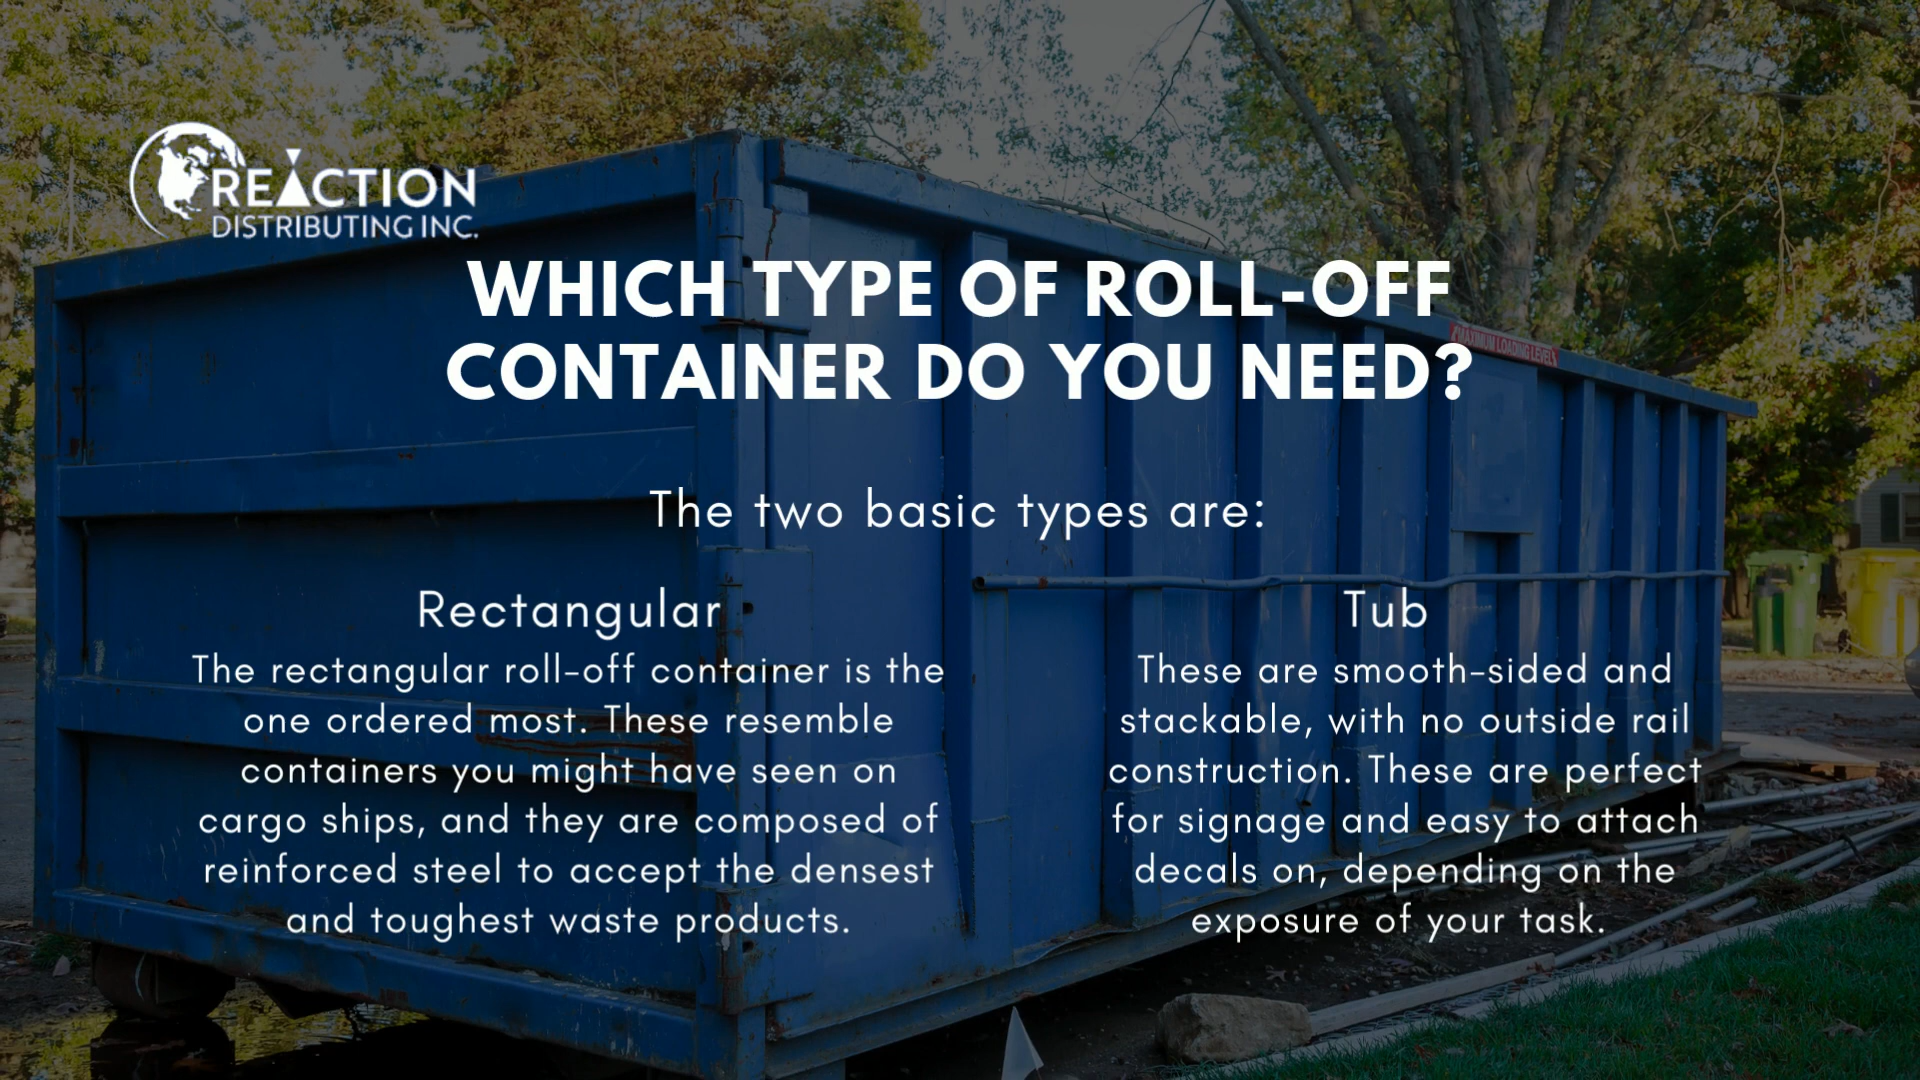 REACTION
DISTRIBUTING INC.
WHICH TYPE OF ROLL-OFF
CONTAINER DO YOU NEED?
MAXIMUM LOADING LEVEL
The two basic types are:
Rectangular
The rectangular roll-off container is the
one ordered most. These resemble
containers you might have seen on
cargo ships, and they are composed of
reinforced steel to accept the densest
and toughest waste products.
Tub
These are smooth-sided and
stackable, with no outside rail
construction. These are perfect
for signage and easy to attach
decals on, depending on the
exposure of your task.